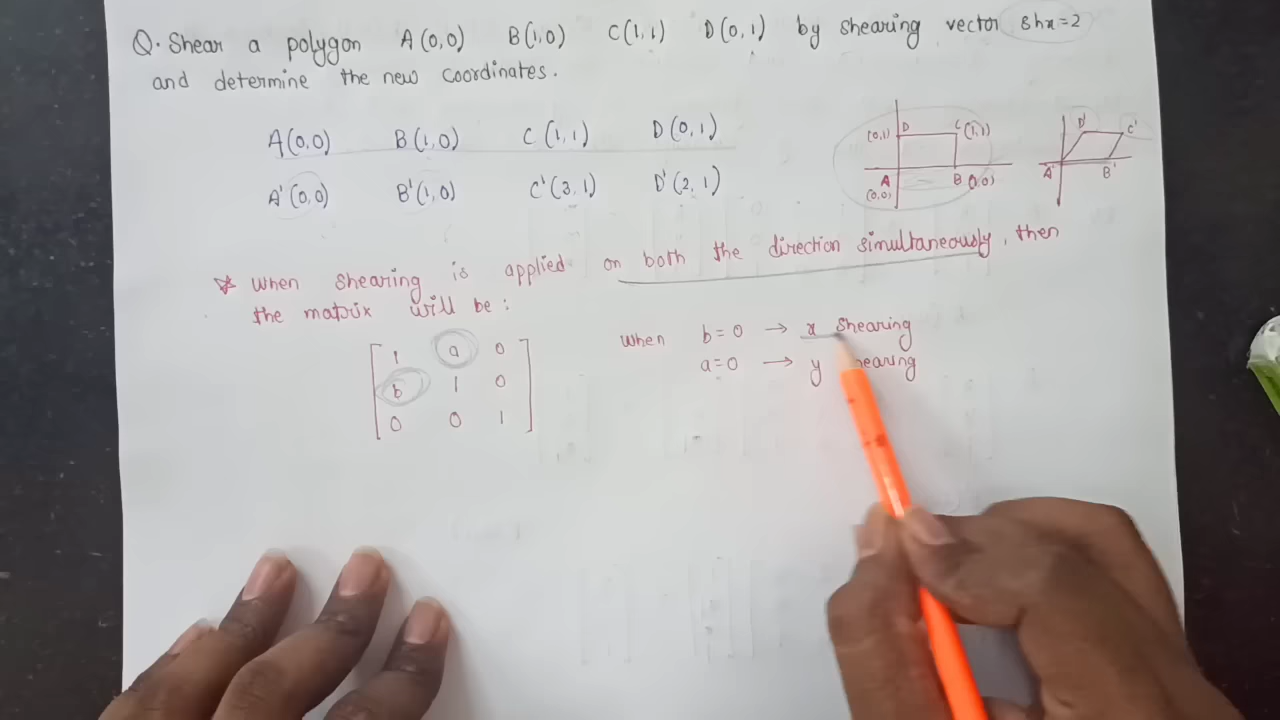 Q. Shear a polygon A(0,0) B(1,0) C(1,1) D(0,1) by shearing vector shx=2
and determine the new coordinates.
A(0,0) B(1,0) C(1,1) D(0,1)
A'(0,0) B'(1,0) C'(3,1) D'(2,1)
(0,1) D C (1,1)
A B (1,0)
(0,0)
D' C'
A' B'
* When shearing is applied on both the direction simultaneously, then
the matrix will be:
1 a 0
b 1 0
0 0 1
When b=0 → x shearing
a=0 → y